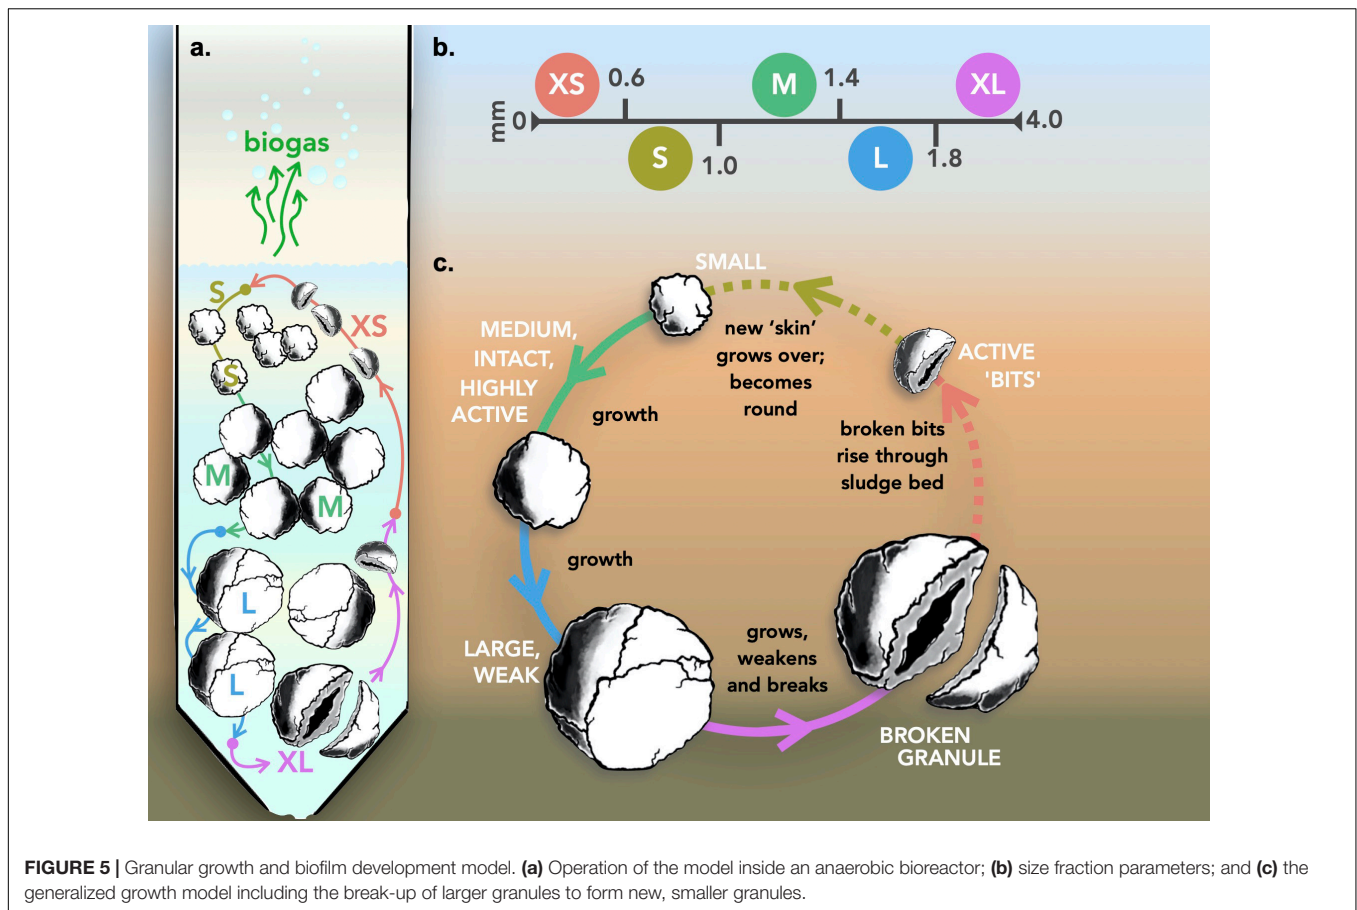 a.
biogas
S
XS
S
M
M
L
L
XL
b.
XS
0.6
M
1.4
XL
mm
0
4.0
S
1.0
L
1.8
c.
SMALL
MEDIUM,
INTACT,
HIGHLY
ACTIVE
new ‘skin’
grows over;
becomes
round
ACTIVE
'BITS'
growth
broken bits
rise through
sludge bed
growth
LARGE,
WEAK
grows,
weakens
and breaks
BROKEN
GRANULE
FIGURE 5 | Granular growth and biofilm development model. (a) Operation of the model inside an anaerobic bioreactor; (b) size fraction parameters; and (c) the
generalized growth model including the break-up of larger granules to form new, smaller granules.